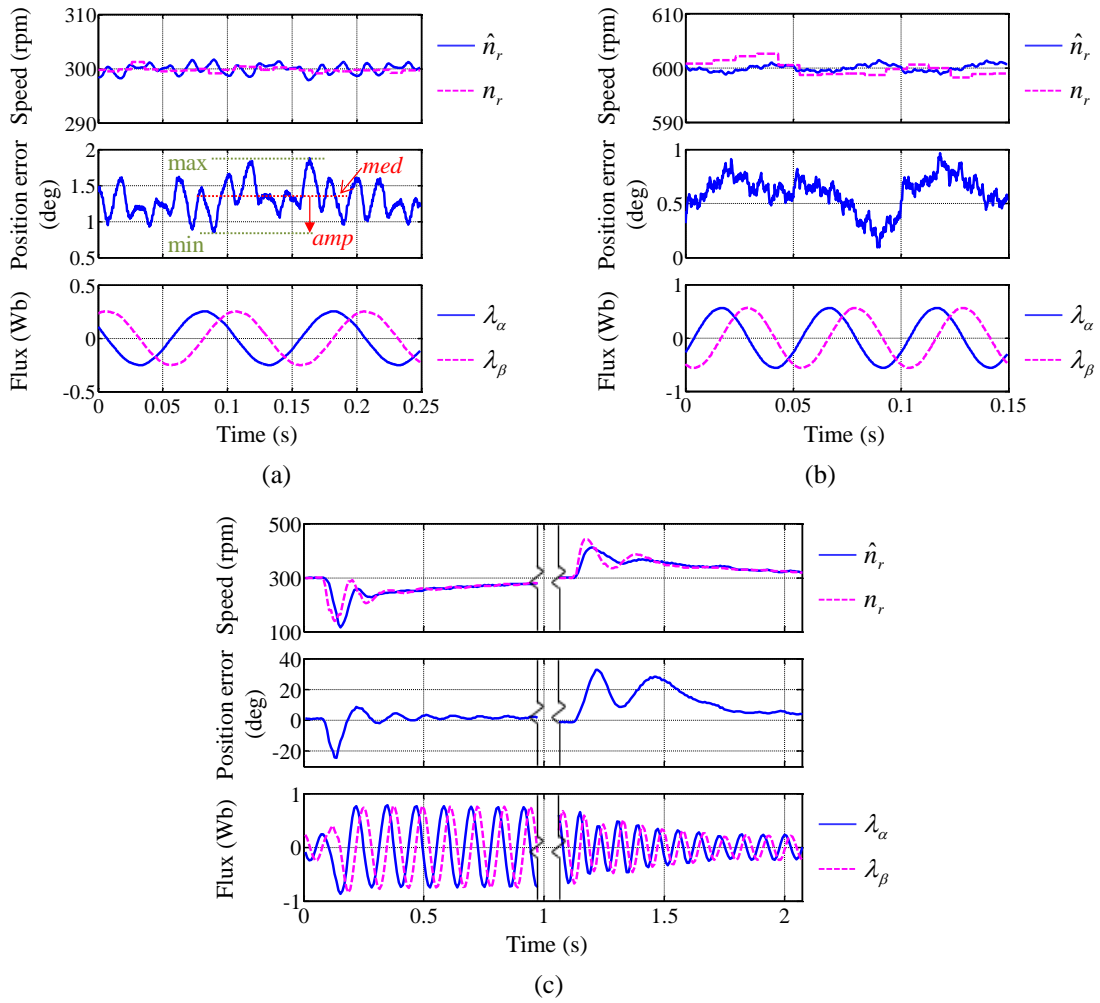 (a)
Speed (rpm)
310
300
290
n̂r
nr
Position error
(deg)
2
1.5
1
0.5
max
min
med
amp
Flux (Wb)
0.5
0
-0.5
λα
λβ
0 0.05 0.1 0.15 0.2 0.25
Time (s)
(a)
(b)
Speed (rpm)
610
600
590
n̂r
nr
Position error
(deg)
1
0.5
0
Flux (Wb)
1
0
-1
λα
λβ
0 0.05 0.1 0.15
Time (s)
(b)
Speed (rpm)
500
300
100
n̂r
nr
Position error
(deg)
40
20
0
-20
Flux (Wb)
1
0
-1
λα
λβ
0 0.5 1 1.5 2
Time (s)
(c)